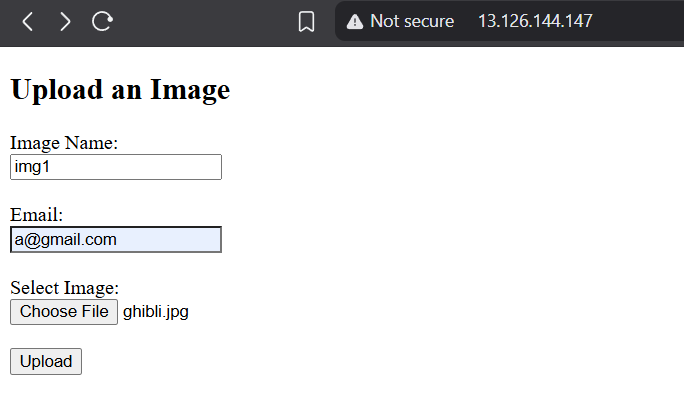 Not secure 13.126.144.147
Upload an Image
Image Name:
img1
Email:
a@gmail.com
Select Image:
Choose File ghibli.jpg
Upload